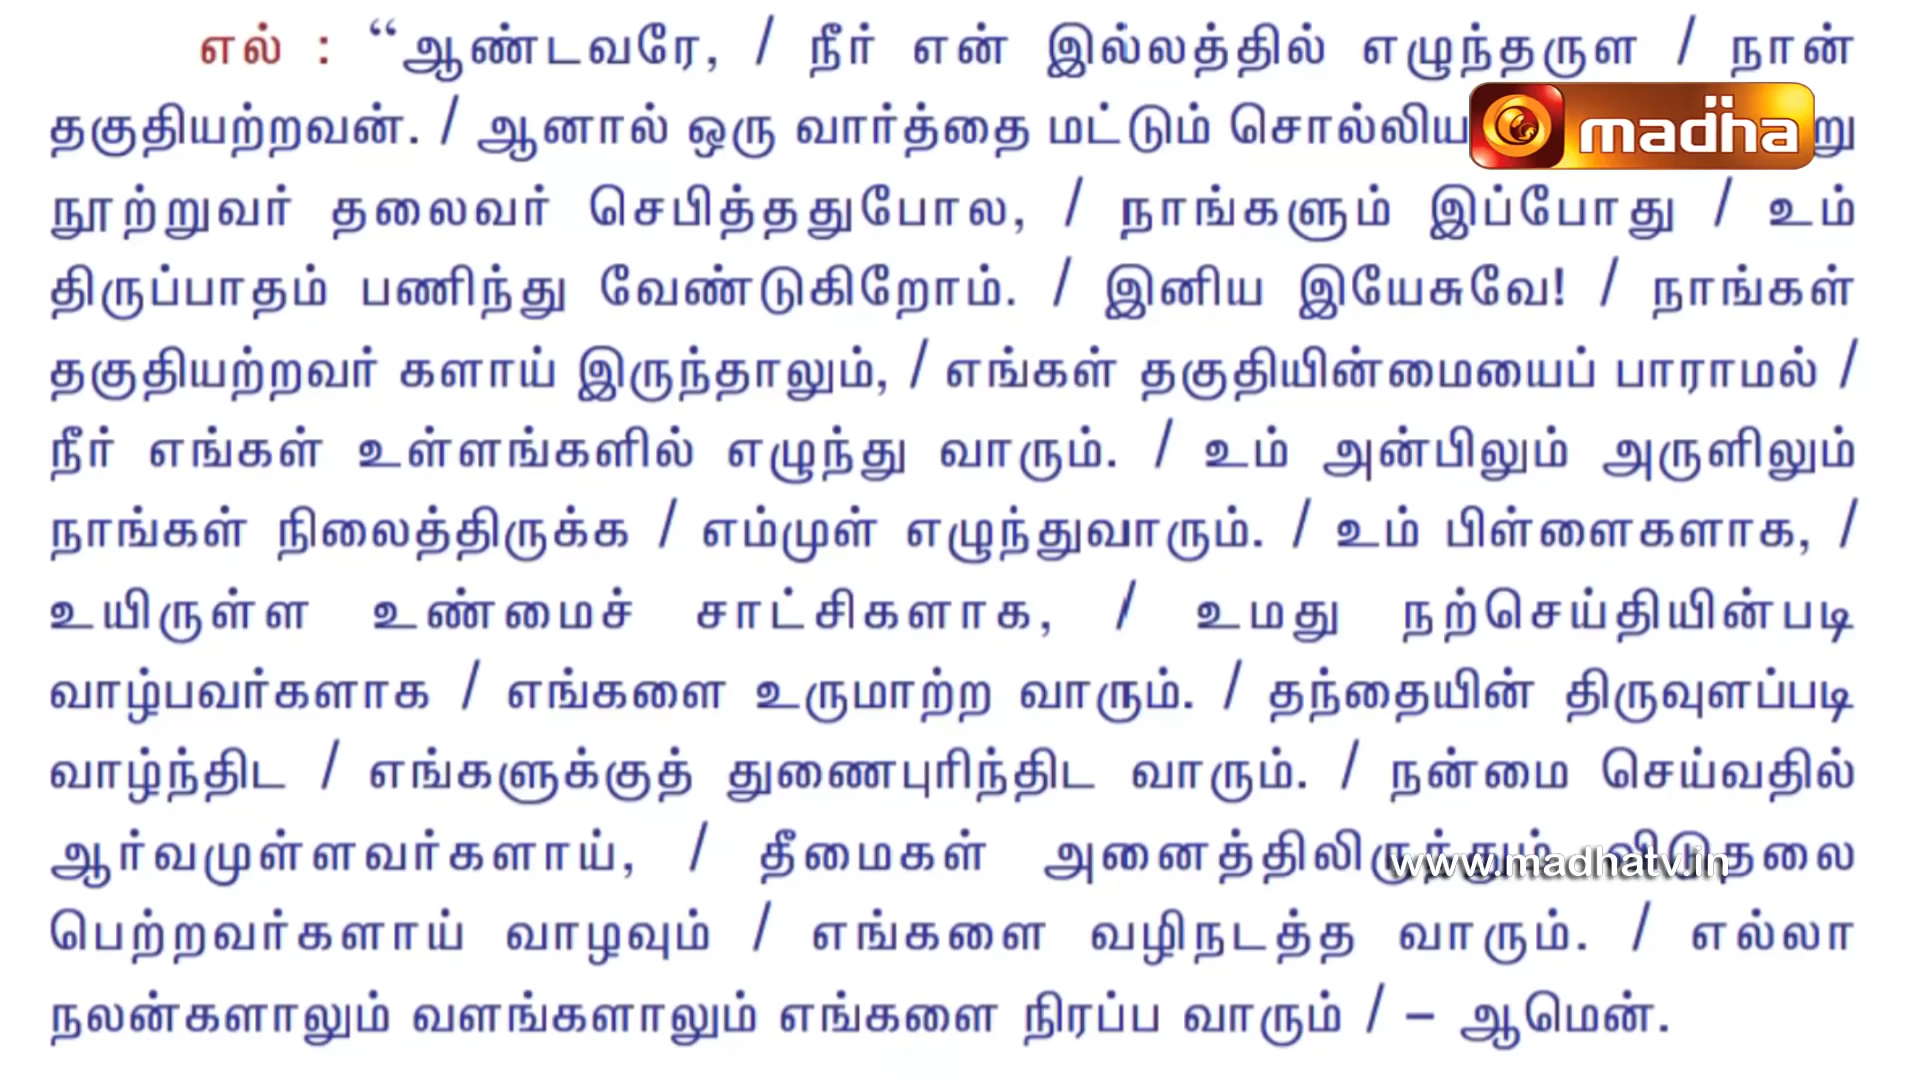 எல் : “ஆண்டவரே, / நீர் என் இல்லத்தில் எழுந்தருள / நான்
madha
தகுதியற்றவன். / ஆனால் ஒரு வார்த்தை மட்டும்
நூற்றுவர் தலைவர் செபித்ததுபோல, / நாங்களும் இப்போது / உம்
திருப்பாதம் பணிந்து வேண்டுகிறோம். / இனிய இயேசுவே! / நாங்கள்
தகுதியற்றவர் களாய் இருந்தாலும், / எங்கள் தகுதியின்மையைப் பாராமல் /
நீர் எங்கள் உள்ளங்களில் எழுந்து வாரும். / உம் அன்பிலும் அருளிலும்
நாங்கள் நிலைத்திருக்க / எம்முள் எழுந்துவாரும். / உம் பிள்ளைகளாக, /
உயிருள்ள உண்மைச் சாட்சிகளாக, / உமது நற்செய்தியின்படி
வாழ்பவர்களாக / எங்களை உருமாற்ற வாரும். / தந்தையின் திருவுளப்படி
வாழ்ந்திட / எங்களுக்குத் துணைபுரிந்திட வாரும். / நன்மை செய்வதில்
ஆர்வமுள்ளவர்களாய், / தீமைகள் அனைத்திலிருந்தும் விடுதலை
www.madhatv.in
பெற்றவர்களாய் வாழவும் / எங்களை வழிநடத்த வாரும். / எல்லா
நலன்களாலும் வளங்களாலும் எங்களை நிரப்ப வாரும் / – ஆமென்.